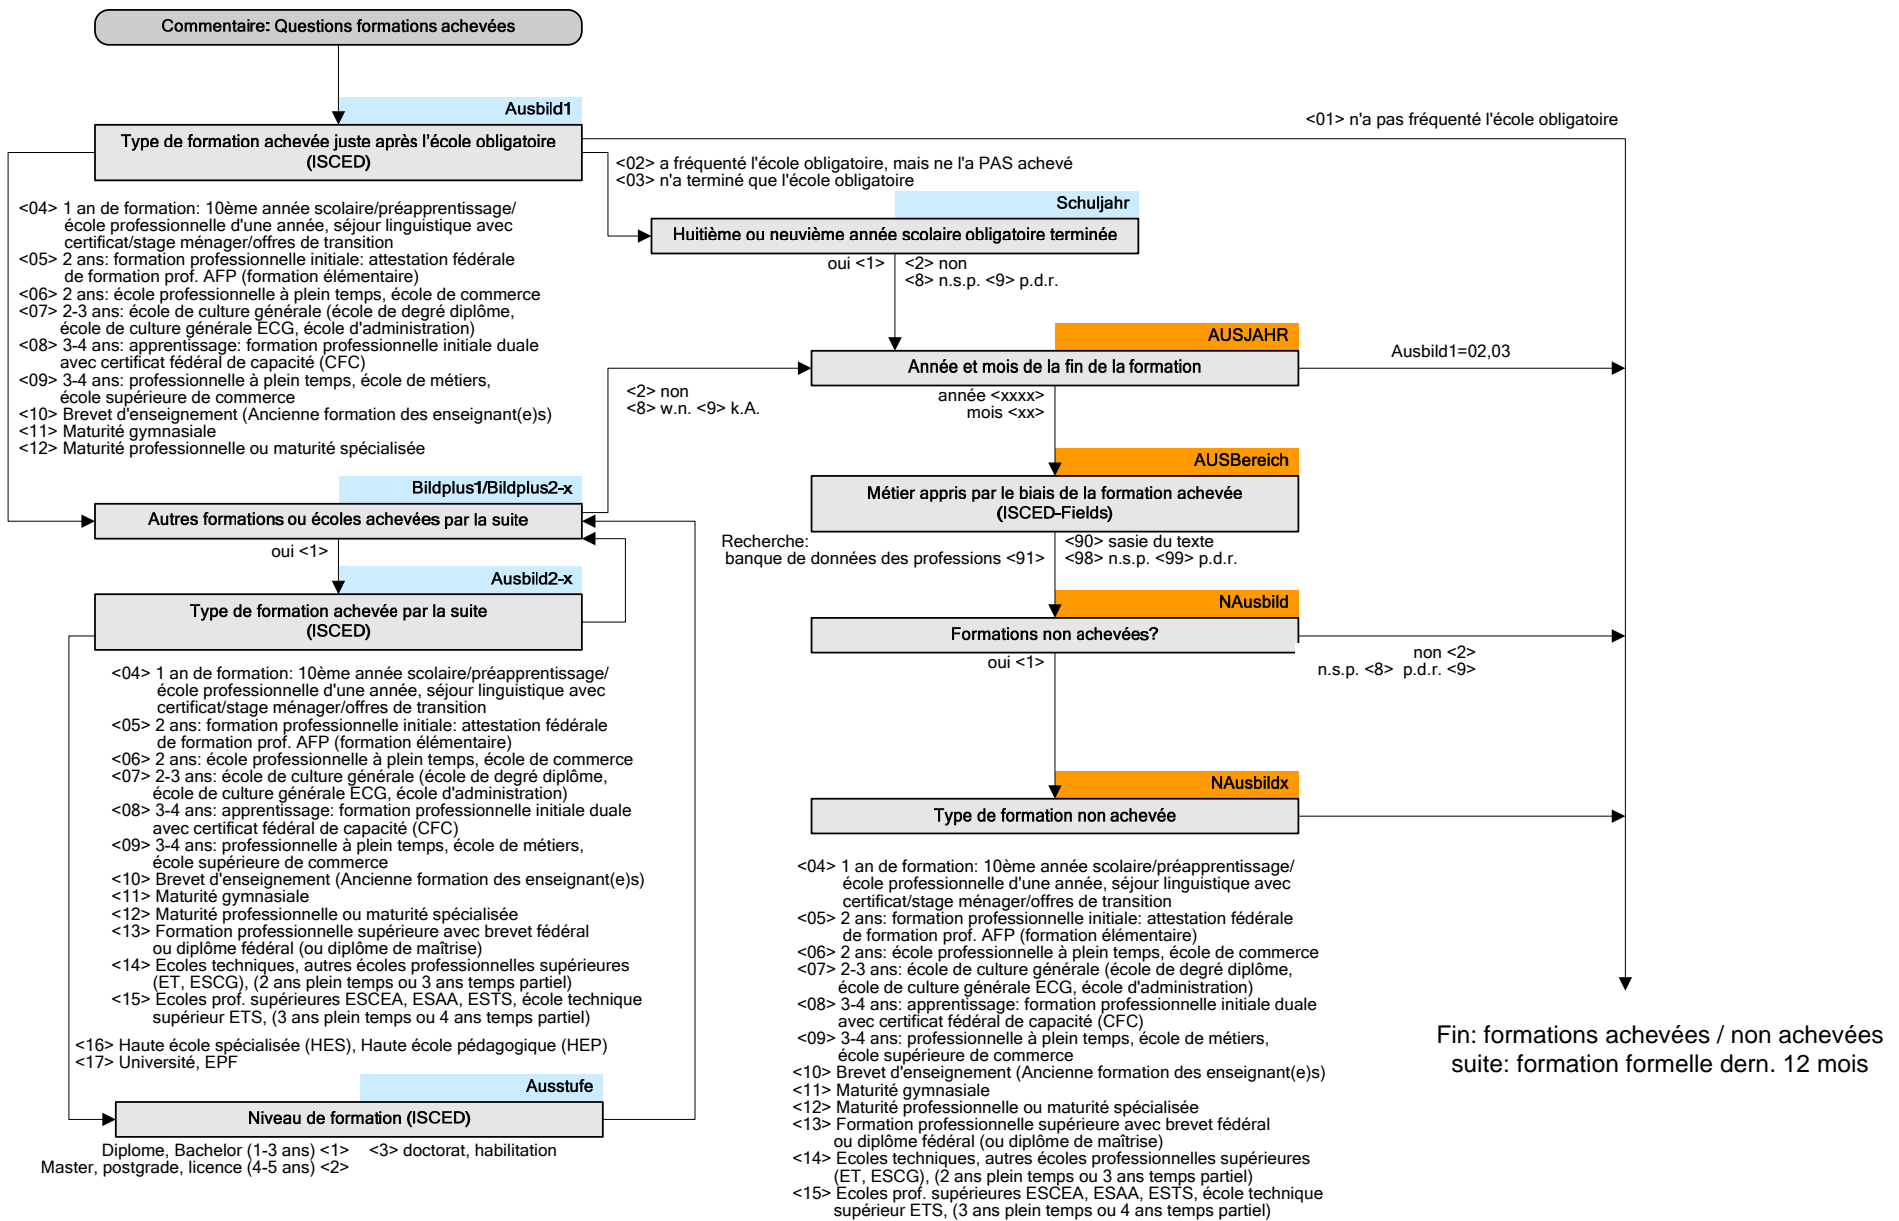 Commentaire: Questions formations achevées
Ausbild1
Type de formation achevée juste après l'école obligatoire
(ISCED)
<01> n'a pas fréquenté l'école obligatoire
<02> a fréquenté l'école obligatoire, mais ne l'a PAS achevé
<03> n'a terminé que l'école obligatoire
<04> 1 an de formation: 10ème année scolaire/préapprentissage/
école professionnelle d'une année, séjour linguistique avec
certificat/stage ménager/offres de transition
<05> 2 ans: formation professionnelle initiale: attestation fédérale
de formation prof. AFP (formation élémentaire)
<06> 2 ans: école professionnelle à plein temps, école de commerce
<07> 2-3 ans: école de culture générale (école de degré diplôme,
école de culture générale ECG, école d'administration)
<08> 3-4 ans: apprentissage: formation professionnelle initiale duale
avec certificat fédéral de capacité (CFC)
<09> 3-4 ans: professionnelle à plein temps, école de métiers,
école supérieure de commerce
<10> Brevet d'enseignement (Ancienne formation des enseignant(e)s)
<11> Maturité gymnasiale
<12> Maturité professionnelle ou maturité spécialisée
Schuljahr
Huitième ou neuvième année scolaire obligatoire terminée
oui <1>
<2> non
<8> n.s.p. <9> p.d.r.
AUSJAHR
Année et mois de la fin de la formation
Ausbild1=02,03
<2> non
<8> w.n. <9> k.A.
année <xxxx>
mois <xx>
Bildplus1/Bildplus2-x
Autres formations ou écoles achevées par la suite
oui <1>
AUSBereich
Métier appris par le biais de la formation achevée
(ISCED-Fields)
Recherche:
banque de données des professions <91>
<90> sasie du texte
<98> n.s.p. <99> p.d.r.
Ausbild2-x
Type de formation achevée par la suite
(ISCED)
NAusbild
Formations non achevées?
oui <1>
non <2>
n.s.p. <8> p.d.r. <9>
<04> 1 an de formation: 10ème année scolaire/préapprentissage/
école professionnelle d'une année, séjour linguistique avec
certificat/stage ménager/offres de transition
<05> 2 ans: formation professionnelle initiale: attestation fédérale
de formation prof. AFP (formation élémentaire)
<06> 2 ans: école professionnelle à plein temps, école de commerce
<07> 2-3 ans: école de culture générale (école de degré diplôme,
école de culture générale ECG, école d'administration)
<08> 3-4 ans: apprentissage: formation professionnelle initiale duale
avec certificat fédéral de capacité (CFC)
<09> 3-4 ans: professionnelle à plein temps, école de métiers,
école supérieure de commerce
<10> Brevet d'enseignement (Ancienne formation des enseignant(e)s)
<11> Maturité gymnasiale
<12> Maturité professionnelle ou maturité spécialisée
<13> Formation professionnelle supérieure avec brevet fédéral
ou diplôme fédéral (ou diplôme de maîtrise)
<14> Ecoles techniques, autres écoles professionnelles supérieures
(ET, ESCG), (2 ans plein temps ou 3 ans temps partiel)
<15> Ecoles prof. supérieures ESCEA, ESAA, ESTS, école technique
supérieur ETS, (3 ans plein temps ou 4 ans temps partiel)
<16> Haute école spécialisée (HES), Haute école pédagogique (HEP)
<17> Université, EPF
Ausstufe
Niveau de formation (ISCED)
Diplome, Bachelor (1-3 ans) <1>
Master, postgrade, licence (4-5 ans) <2>
<3> doctorat, habilitation
NAusbildx
Type de formation non achevée
<04> 1 an de formation: 10ème année scolaire/préapprentissage/
école professionnelle d'une année, séjour linguistique avec
certificat/stage ménager/offres de transition
<05> 2 ans: formation professionnelle initiale: attestation fédérale
de formation prof. AFP (formation élémentaire)
<06> 2 ans: école professionnelle à plein temps, école de commerce
<07> 2-3 ans: école de culture générale (école de degré diplôme,
école de culture générale ECG, école d'administration)
<08> 3-4 ans: apprentissage: formation professionnelle initiale duale
avec certificat fédéral de capacité (CFC)
<09> 3-4 ans: professionnelle à plein temps, école de métiers,
école supérieure de commerce
<10> Brevet d'enseignement (Ancienne formation des enseignant(e)s)
<11> Maturité gymnasiale
<12> Maturité professionnelle ou maturité spécialisée
<13> Formation professionnelle supérieure avec brevet fédéral
ou diplôme fédéral (ou diplôme de maîtrise)
<14> Ecoles techniques, autres écoles professionnelles supérieures
(ET, ESCG), (2 ans plein temps ou 3 ans temps partiel)
<15> Ecoles prof. supérieures ESCEA, ESAA, ESTS, école technique
supérieur ETS, (3 ans plein temps ou 4 ans temps partiel)
Fin: formations achevées / non achevées
suite: formation formelle dern. 12 mois